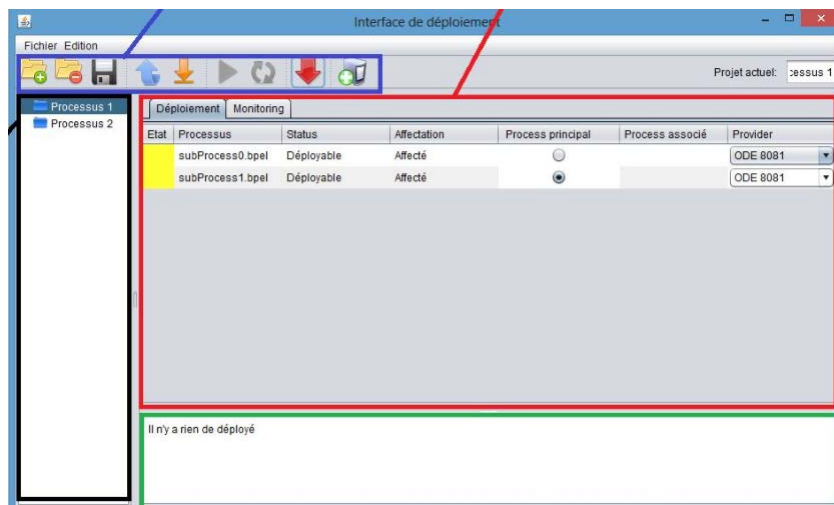 Interface de déploiement
Fichier Edition
Projet actuel: cessus 1
Processus 1
Processus 2
Déploiement Monitoring
Etat Processus Status Affectation Process principal Process associé Provider
subProcess0.bpel Déployable Affecté ODE 8081
subProcess1.bpel Déployable Affecté ODE 8081
Il n'y a rien de déployé